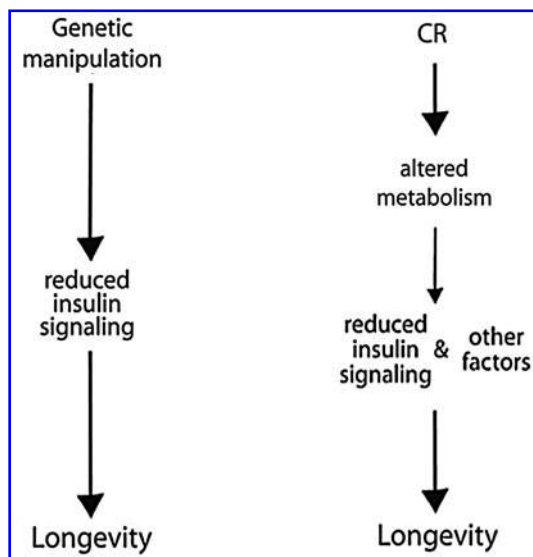 Genetic
manipulation
reduced
insulin
signaling
Longevity
CR
altered
metabolism
reduced
insulin & other
signaling factors
Longevity